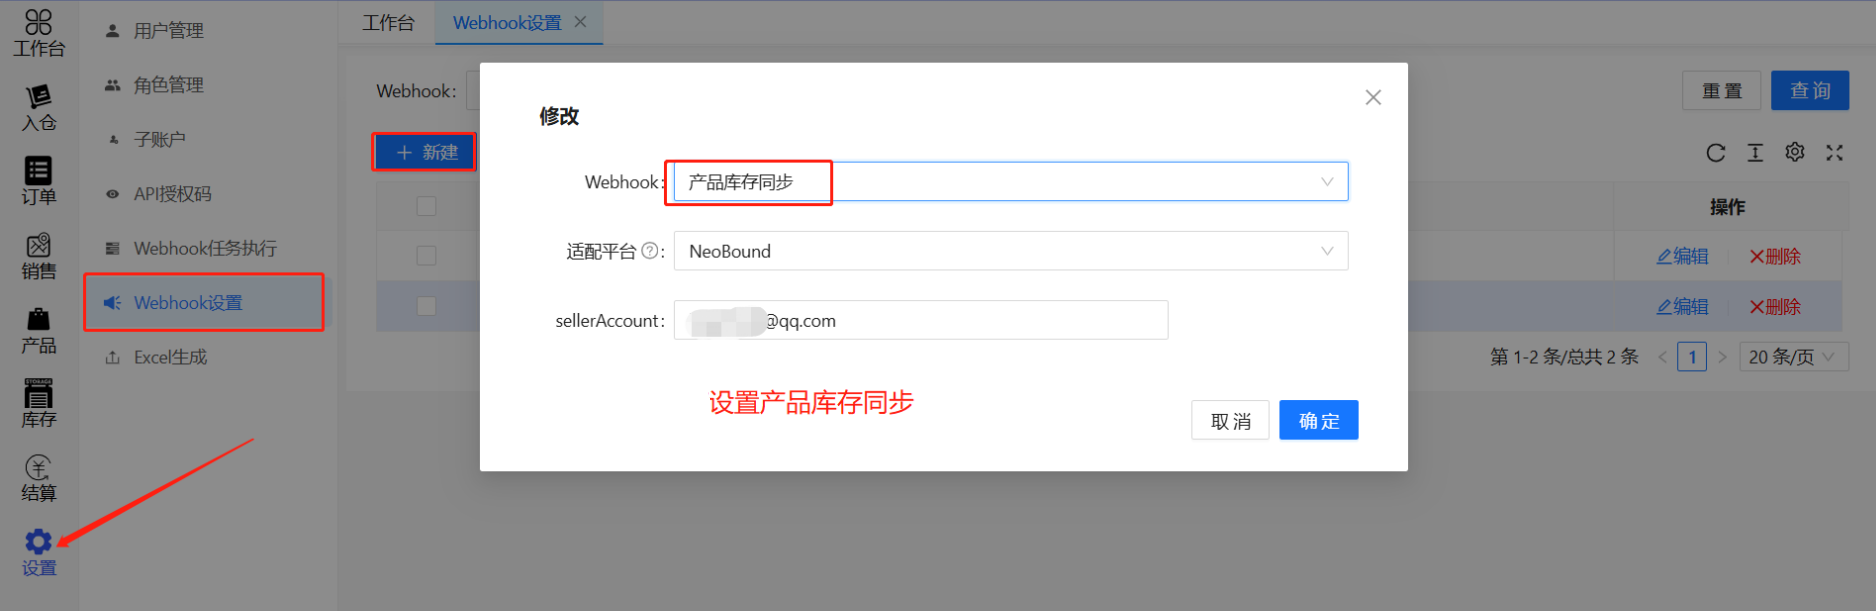 工作台
入仓
订单
销售
产品
库存
结算
设置
用户管理
角色管理
子账户
API授权码
Webhook任务执行
Webhook设置
Excel生成
工作台
Webhook设置
Webhook:
重置
查询
新建
操作
编辑
删除
编辑
删除
第 1-2 条/总共 2 条
1
20 条/页
修改
Webhook:
产品库存同步
适配平台 ? :
NeoBound
sellerAccount:
@qq.com
设置产品库存同步
取消
确定